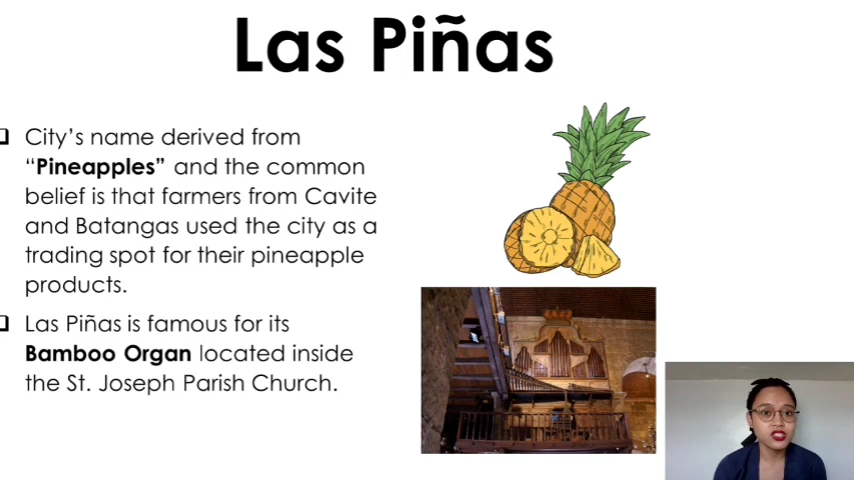 Las Piñas
City’s name derived from
“Pineapples” and the common
belief is that farmers from Cavite
and Batangas used the city as a
trading spot for their pineapple
products.
Las Piñas is famous for its
Bamboo Organ located inside
the St. Joseph Parish Church.